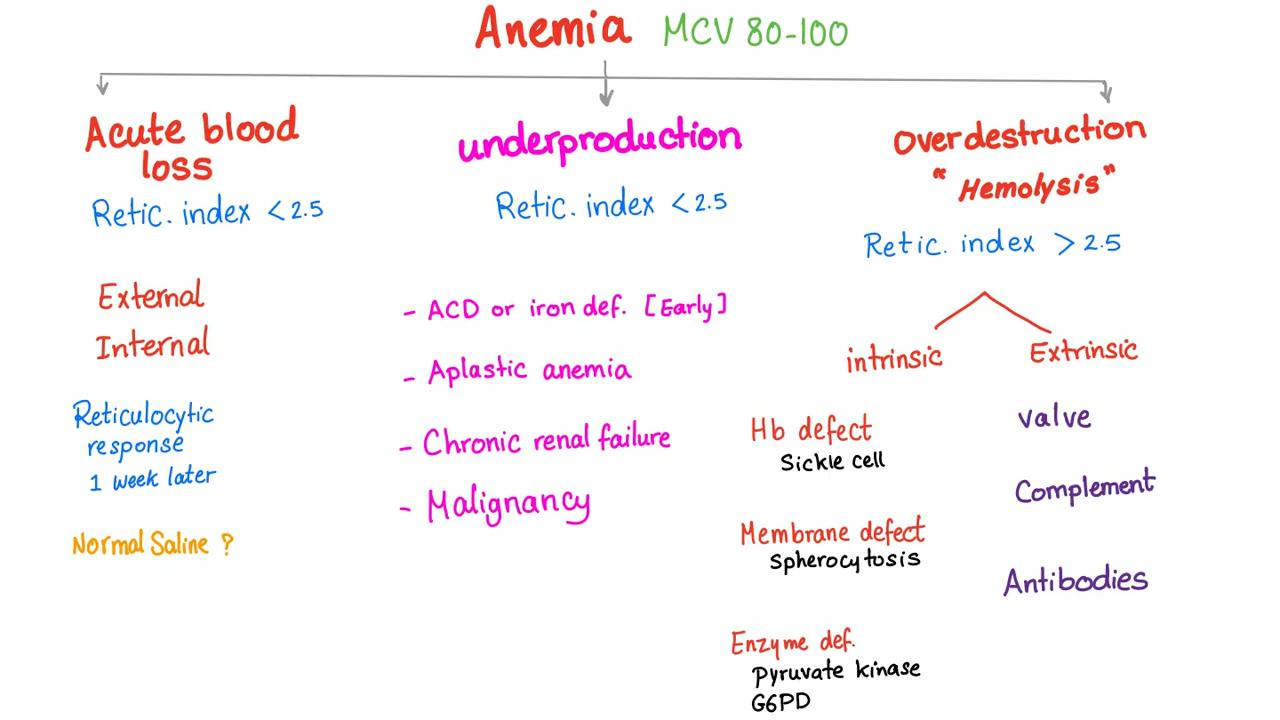 Anemia MCV 80-100
Acute blood
loss
Retic. index < 2.5
External
Internal
Reticulocytic
response
1 week later
Normal Saline ?
underproduction
Retic. index < 2.5
- ACD or iron def. [Early]
- Aplastic anemia
- Chronic renal failure
- Malignancy
Overdestruction
"Hemolysis"
Retic. index > 2.5
intrinsic
Hb defect
Sickle cell
Membrane defect
Spherocytosis
Enzyme def.
Pyruvate kinase
G6PD
Extrinsic
valve
Complement
Antibodies